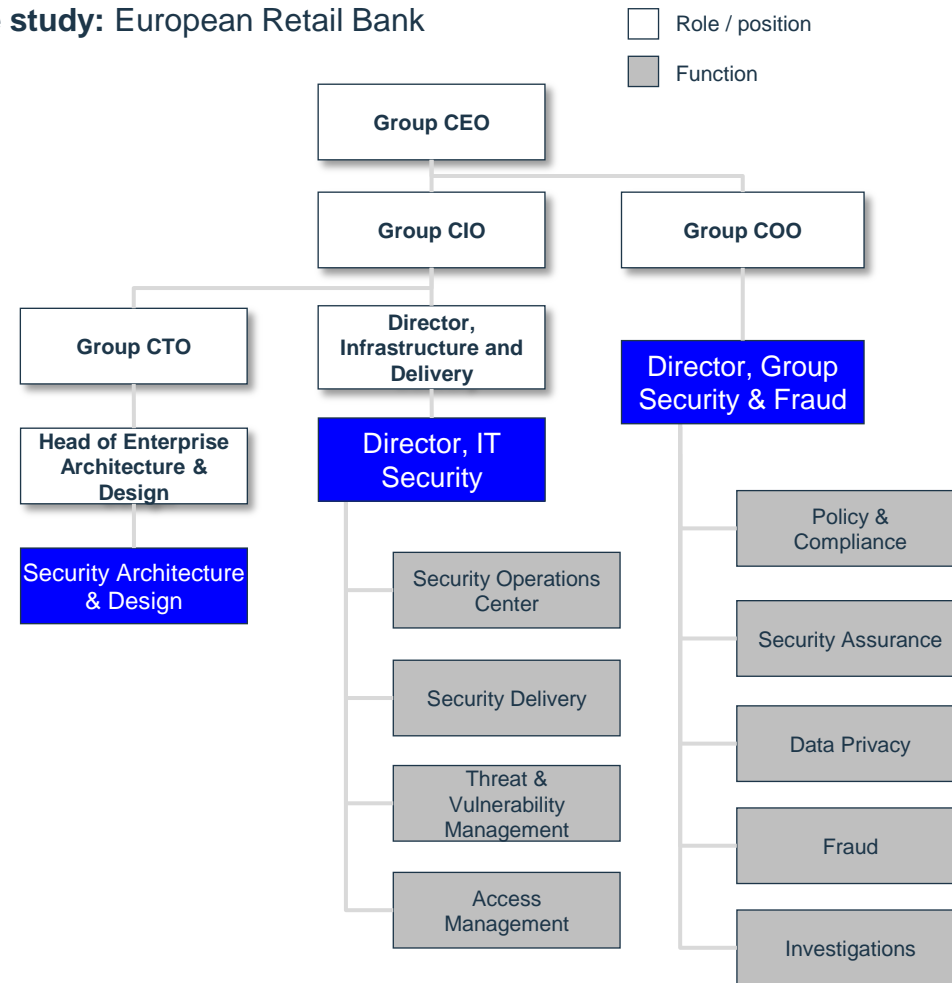 study: European Retail Bank
Role / position
Function
Group CEO
Group CIO
Group COO
Group CTO
Director,
Infrastructure and
Delivery
Director, Group
Security & Fraud
Head of Enterprise
Architecture &
Design
Director, IT
Security
Security Architecture
& Design
Policy &
Compliance
Security Operations
Center
Security Assurance
Security Delivery
Data Privacy
Threat &
Vulnerability
Management
Fraud
Access
Management
Investigations